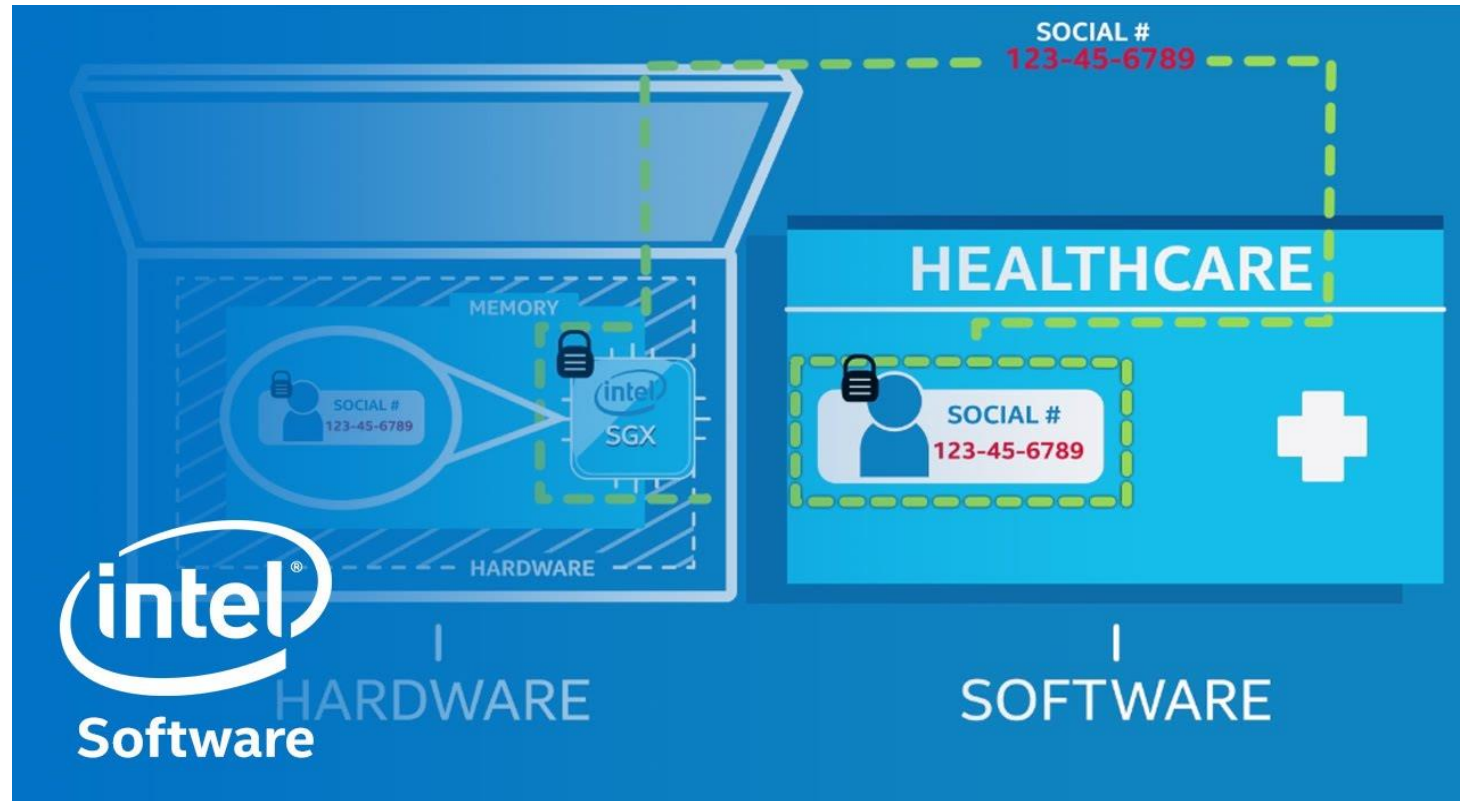 SOCIAL #
123-45-6789
HEALTHCARE
MEMORY
SOCIAL #
123-45-6789
intel
SGX
SOCIAL #
123-45-6789
HARDWARE
intel®
Software
HARDWARE
SOFTWARE